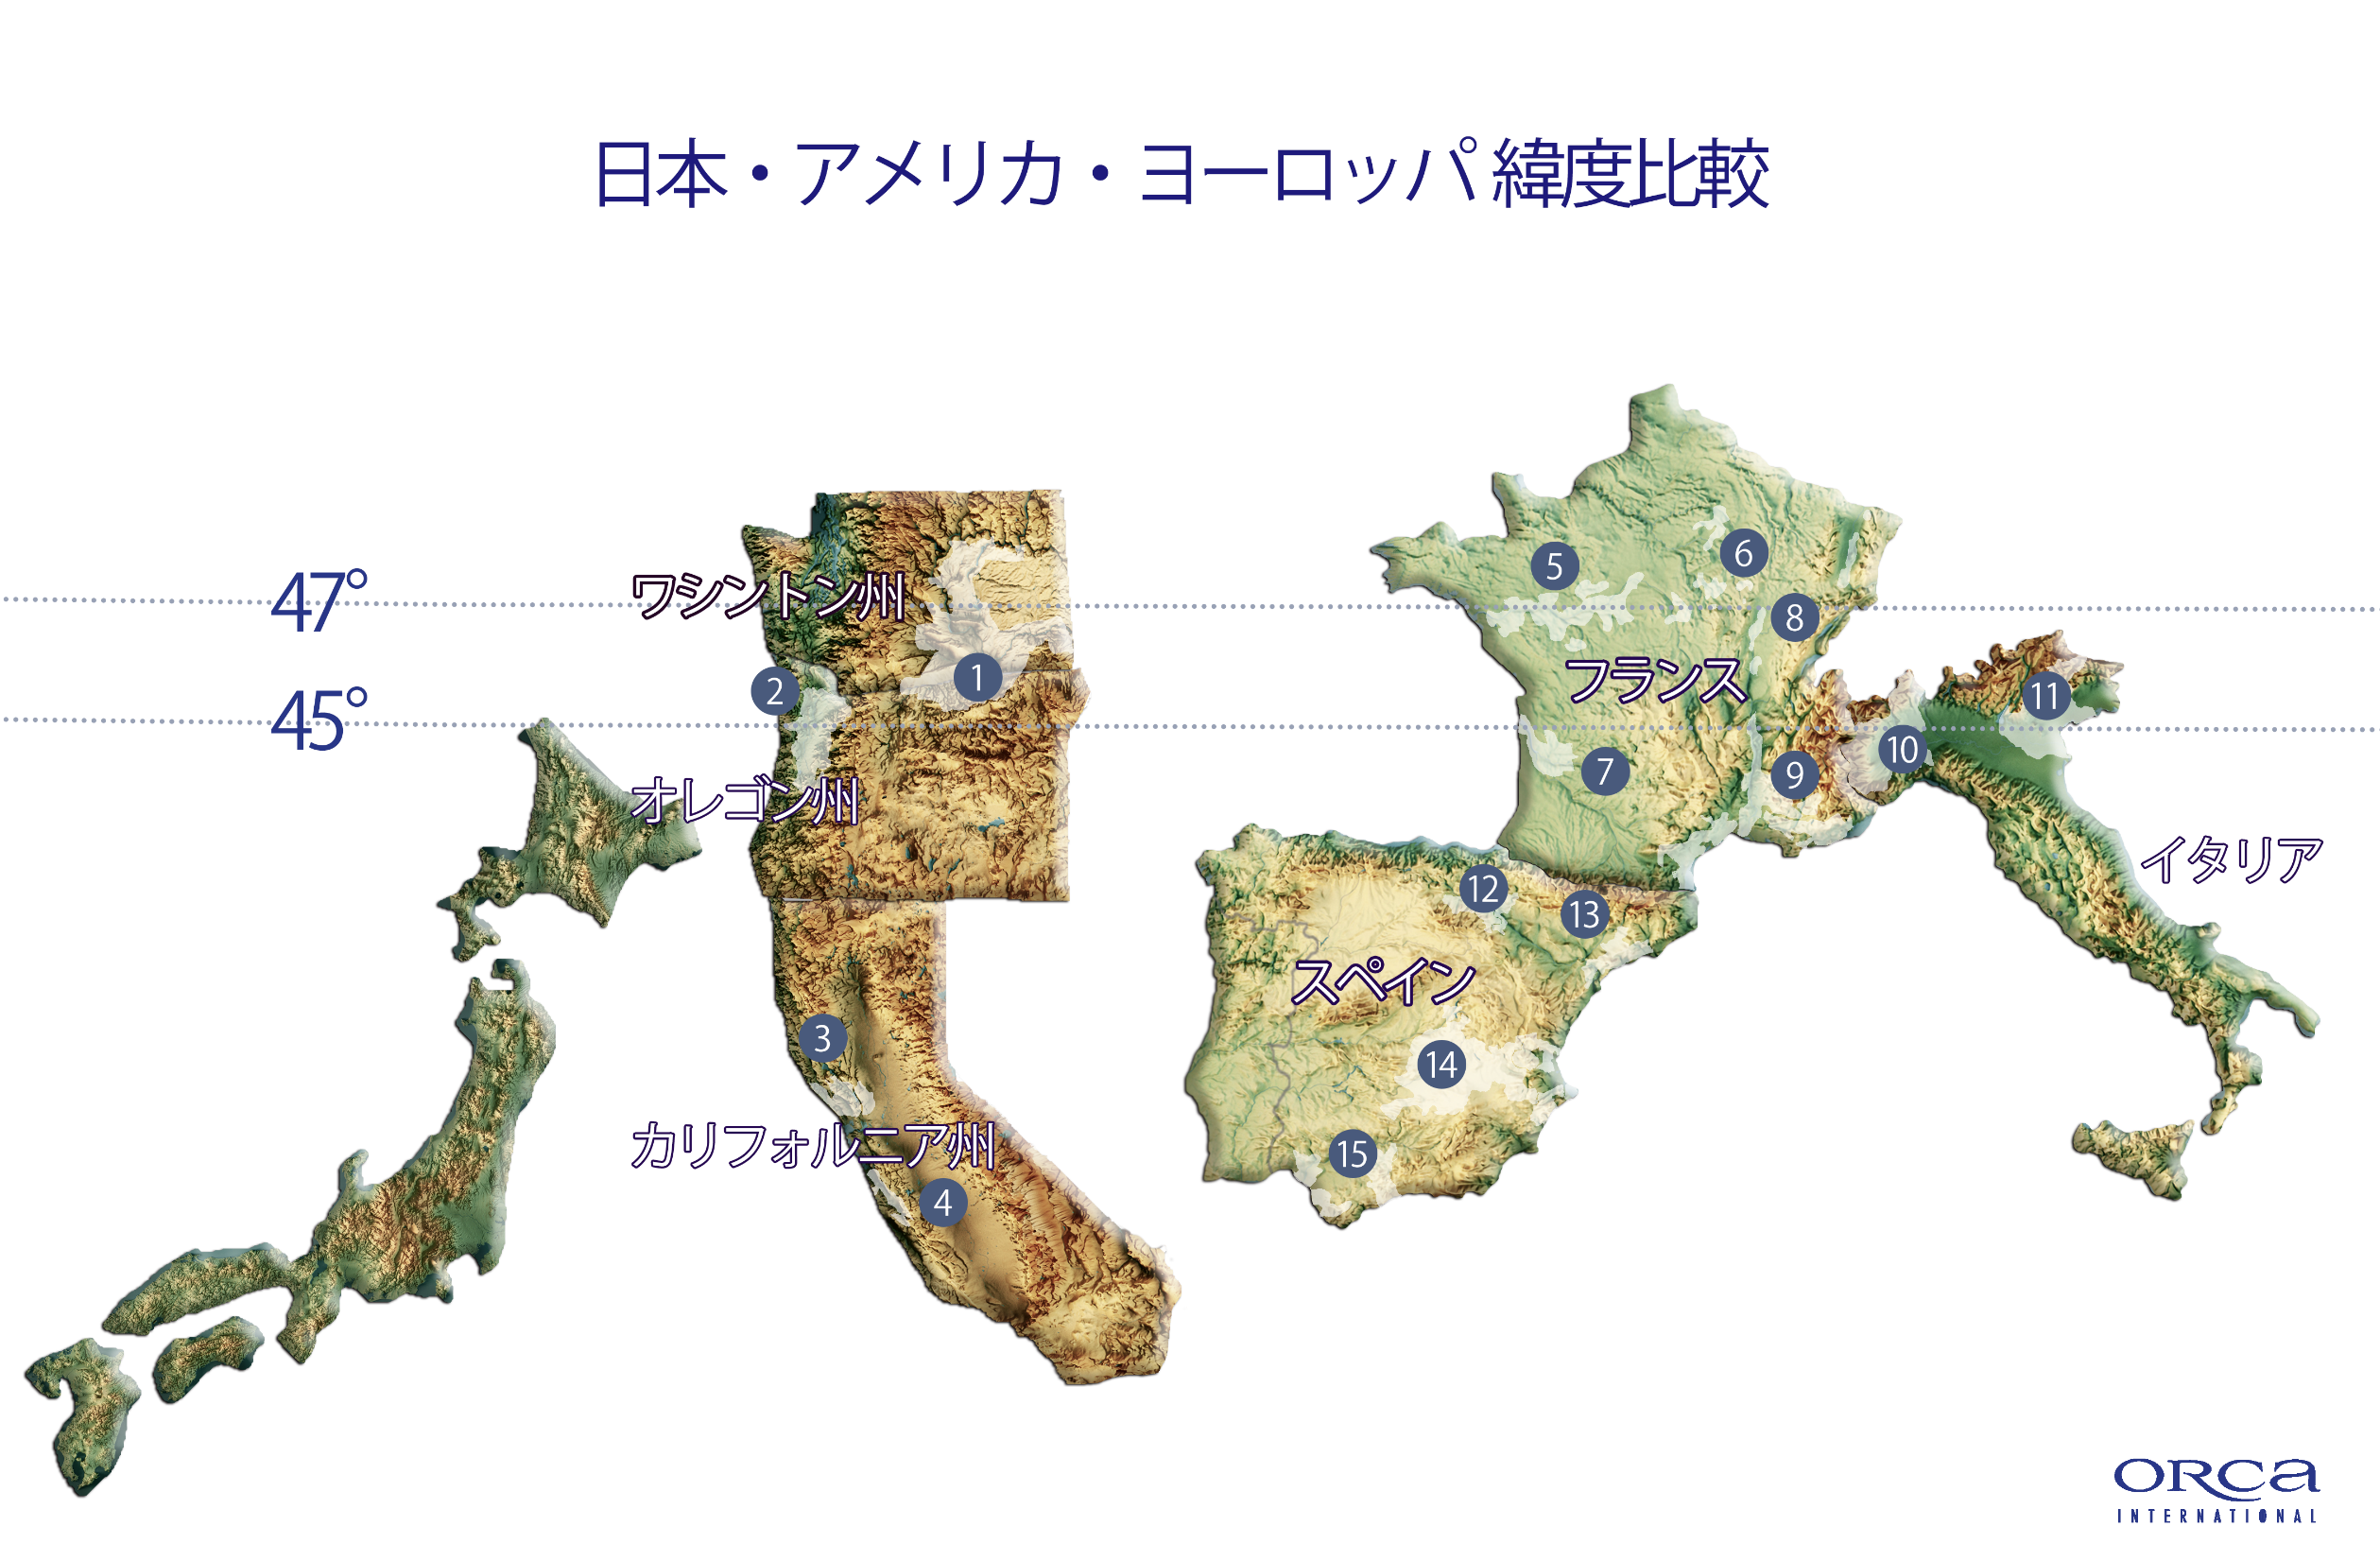 日本・アメリカ・ヨーロッパ 緯度比較
47°
45°
ワシントン州
オレゴン州
カリフォルニア州
フランス
スペイン
イタリア
1
2
3
4
5
6
7
8
9
10
11
12
13
14
15
ORCA
INTERNATIONAL